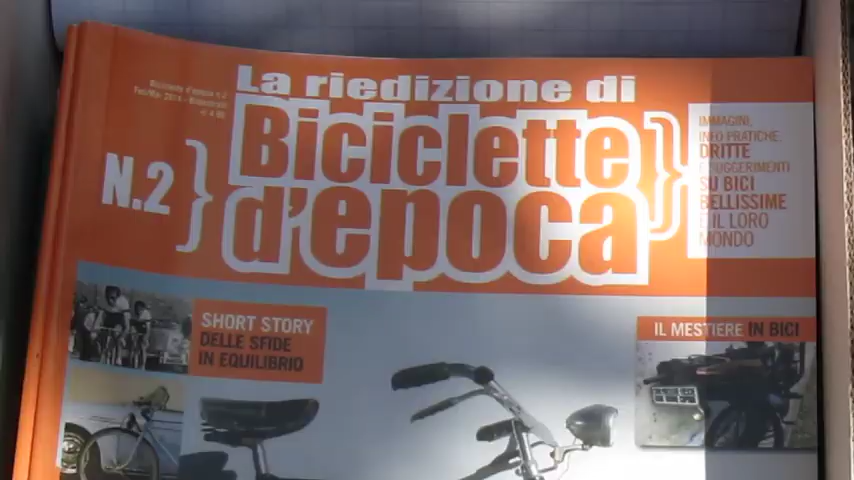 La riedizione di
Biciclette
d'epoca
N.2
IMMAGINI,
INFO PRATICHE,
DRITTE
E SUGGERIMENTI
SU BICI
BELLISSIME
E IL LORO
MONDO
SHORT STORY
DELLE SFIDE
IN EQUILIBRIO
IL MESTIERE IN BICI